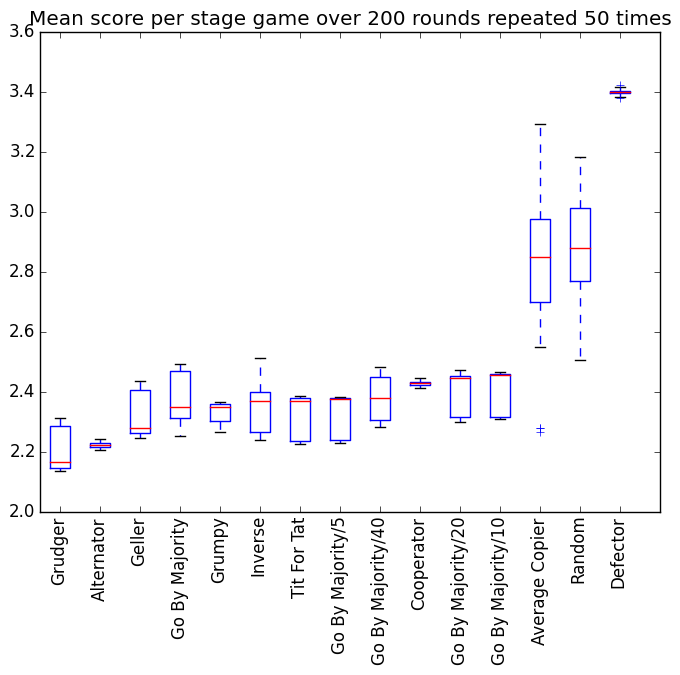 Mean score per stage game over 200 rounds repeated 50 times
3.6
3.4
3.2
3.0
2.8
2.6
2.4
2.2
2.0
Grudger
Alternator
Geller
Go By Majority
Grumpy
Inverse
Tit For Tat
Go By Majority/5
Go By Majority/40
Cooperator
Go By Majority/20
Go By Majority/10
Average Copier
Random
Defector